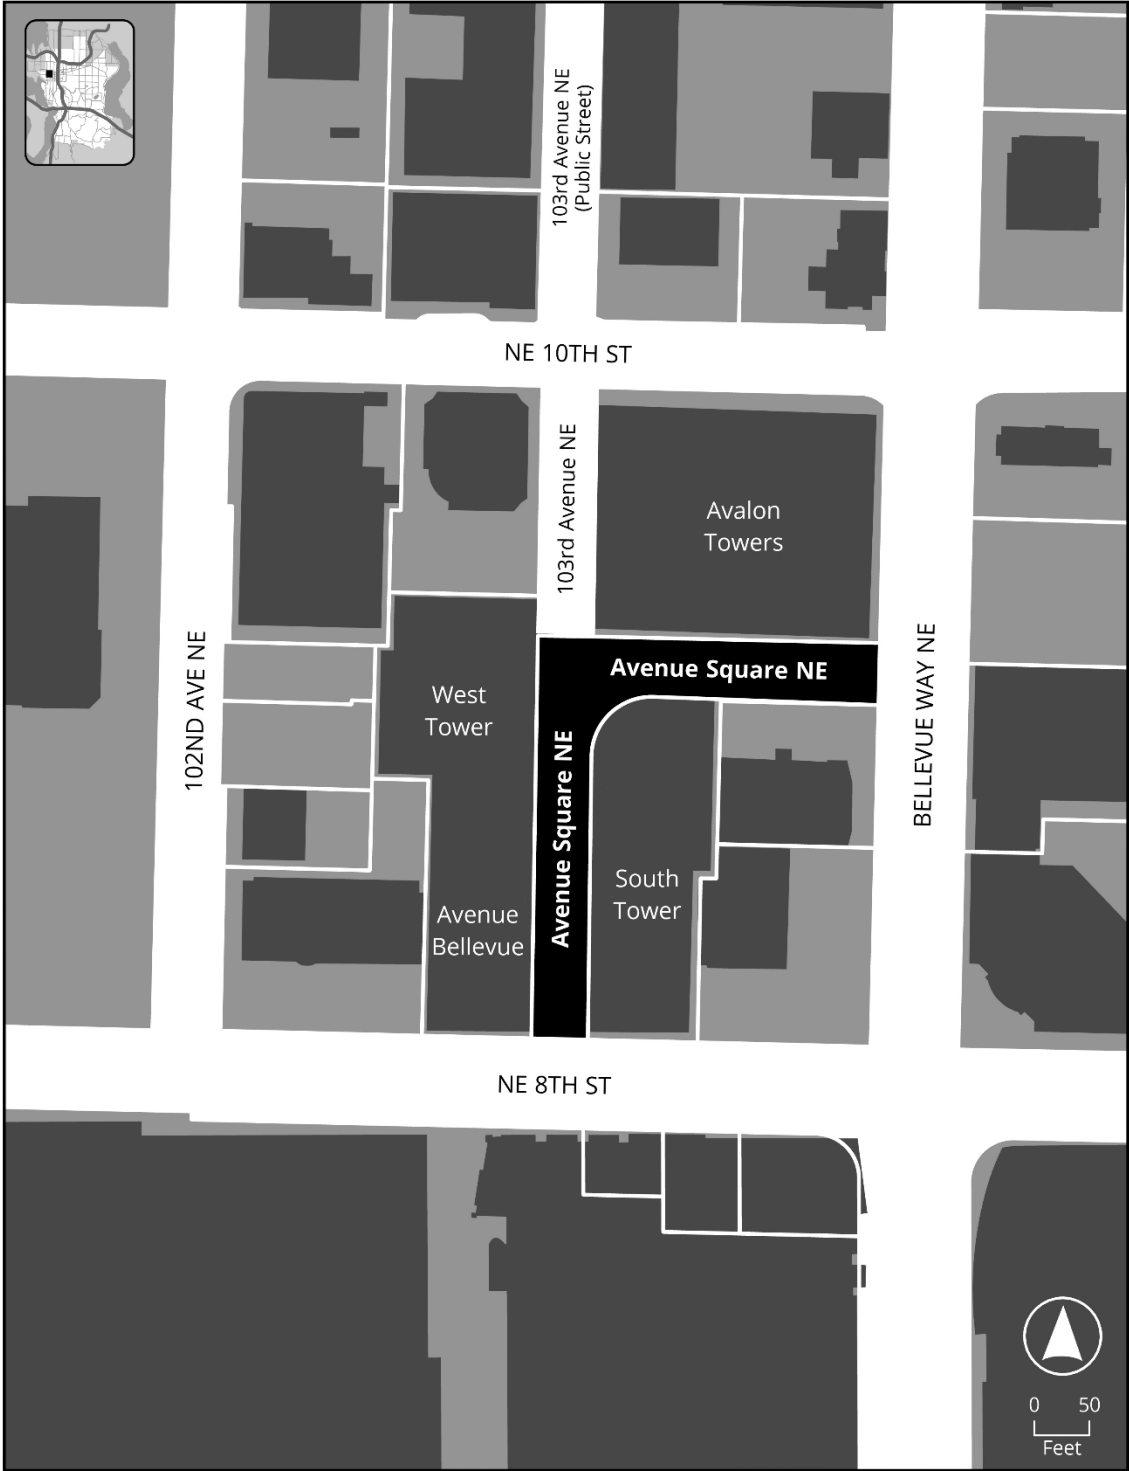 103rd Avenue NE
(Public Street)
NE 10TH ST
103rd Avenue NE
Avalon
Towers
Avenue Square NE
West
Tower
102ND AVE NE
BELLEVUE WAY NE
Avenue Square NE
South
Tower
Avenue
Bellevue
NE 8TH ST
0 50
Feet